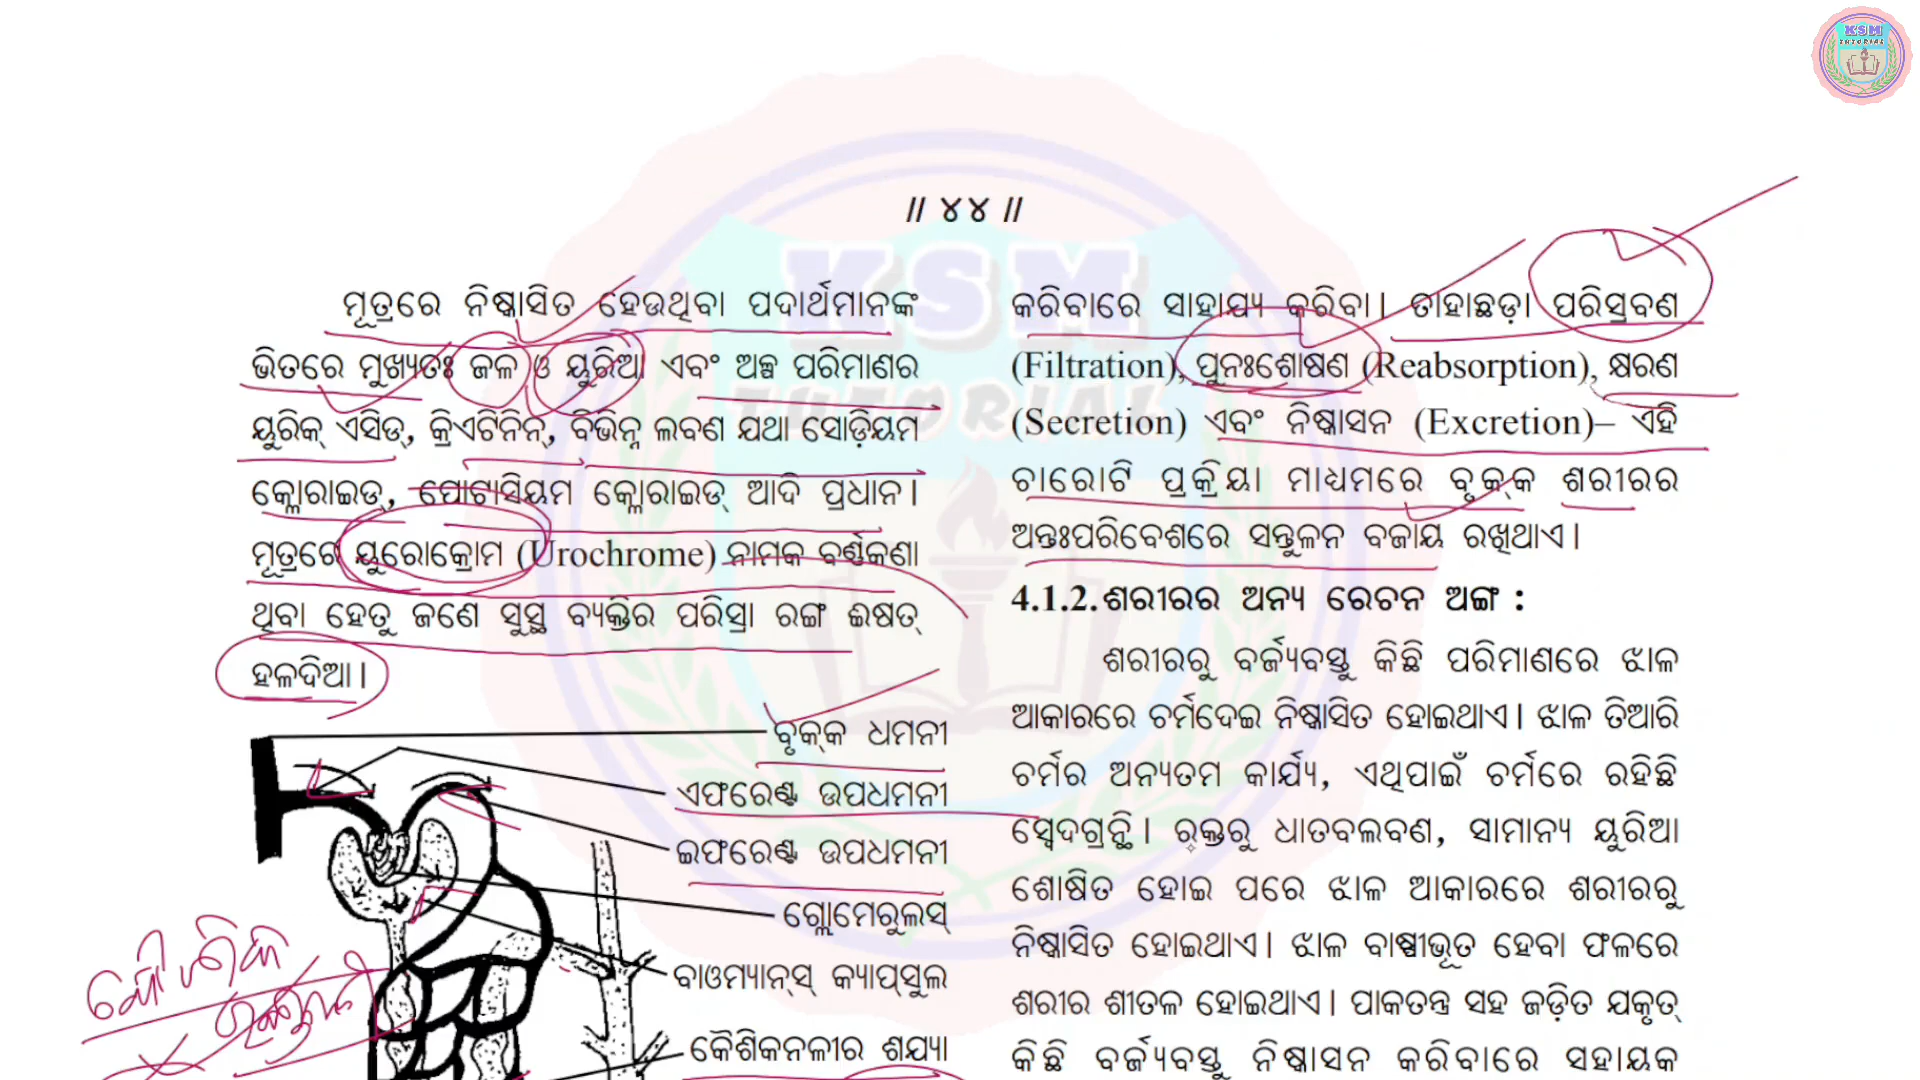 KSM
TUTORIAL
// ୪୪ //
ମୂତ୍ରରେ ନିଷ୍କାସିତ ହେଉଥିବା ପଦାର୍ଥମାନଙ୍କ
ଭିତରେ ମୁଖ୍ୟତଃ ଜଳ ଓ ୟୁରିଆ ଏବଂ ଅଳ୍ପ ପରିମାଣର
ୟୁରିକ୍ ଏସିଡ୍, କ୍ରିଏଟିନିନ୍, ବିଭିନ୍ନ ଲବଣ ଯଥା ସୋଡ଼ିୟମ
କ୍ଳୋରାଇଡ୍, ପୋଟାସିୟମ କ୍ଳୋରାଇଡ୍ ଆଦି ପ୍ରଧାନ।
ମୂତ୍ରରେ ୟୁରୋକ୍ରୋମ (Urochrome) ନାମକ ବର୍ଣ୍ଣକଣା
ଥିବା ହେତୁ ଜଣେ ସୁସ୍ଥ ବ୍ୟକ୍ତିର ପରିସ୍ରା ରଙ୍ଗ ଈଷତ୍
ହଳଦିଆ।
ବୃକ୍‌କ ଧମନୀ
ଏଫରେଣ୍ଟ ଉପଧମନୀ
ଇଫରେଣ୍ଟ ଉପଧମନୀ
ଗ୍ଲୋମେରୁଲସ୍
ବାଓମ୍ୟାନ୍‌ସ୍ କ୍ୟାପ୍‌ସୁଲ
କୈଶିକନଳୀର ଶଯ୍ୟା
କରିବାରେ ସାହାଯ୍ୟ କରିବା। ତାହାଛଡ଼ା ପରିସ୍ରବଣ
(Filtration), ପୁନଃଶୋଷଣ (Reabsorption), କ୍ଷରଣ
(Secretion) ଏବଂ ନିଷ୍କାସନ (Excretion)– ଏହି
ଚାରୋଟି ପ୍ରକ୍ରିୟା ମାଧ୍ୟମରେ ବୃକ୍‌କ ଶରୀରର
ଅନ୍ତଃପରିବେଶରେ ସନ୍ତୁଳନ ବଜାୟ ରଖିଥାଏ।
4.1.2. ଶରୀରର ଅନ୍ୟ ରେଚନ ଅଙ୍ଗ :
ଶରୀରରୁ ବର୍ଜ୍ୟବସ୍ତୁ କିଛି ପରିମାଣରେ ଝାଳ
ଆକାରରେ ଚର୍ମଦେଇ ନିଷ୍କାସିତ ହୋଇଥାଏ। ଝାଳ ତିଆରି
ଚର୍ମର ଅନ୍ୟତମ କାର୍ଯ୍ୟ, ଏଥିପାଇଁ ଚର୍ମରେ ରହିଛି
ସ୍ୱେଦଗ୍ରନ୍ଥି। ରକ୍ତରୁ ଧାତବଲବଣ, ସାମାନ୍ୟ ୟୁରିଆ
ଶୋଷିତ ହୋଇ ପରେ ଝାଳ ଆକାରରେ ଶରୀରରୁ
ନିଷ୍କାସିତ ହୋଇଥାଏ। ଝାଳ ବାଷ୍ପୀଭୂତ ହେବା ଫଳରେ
ଶରୀର ଶୀତଳ ହୋଇଥାଏ। ପାକତନ୍ତ୍ର ସହ ଜଡ଼ିତ ଯକୃତ୍
କିଛି ବର୍ଜ୍ୟବସ୍ତୁ ନିଷ୍କାସନ କରିବାରେ ସହାୟକ